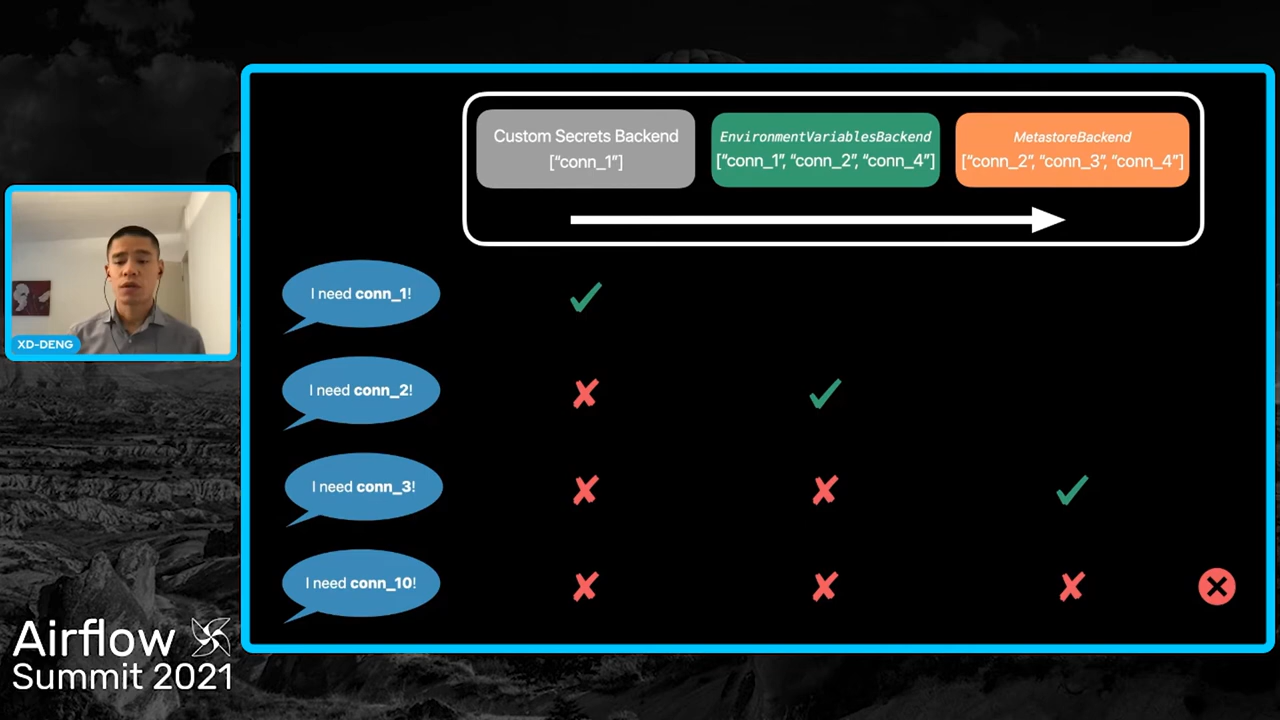 Custom Secrets Backend
[“conn_1”]
EnvironmentVariablesBackend
[“conn_1”, “conn_2”, “conn_4”]
MetastoreBackend
[“conn_2”, “conn_3”, “conn_4”]
I need conn_1!
I need conn_2!
I need conn_3!
I need conn_10!
XD-DENG
Airflow
Summit 2021